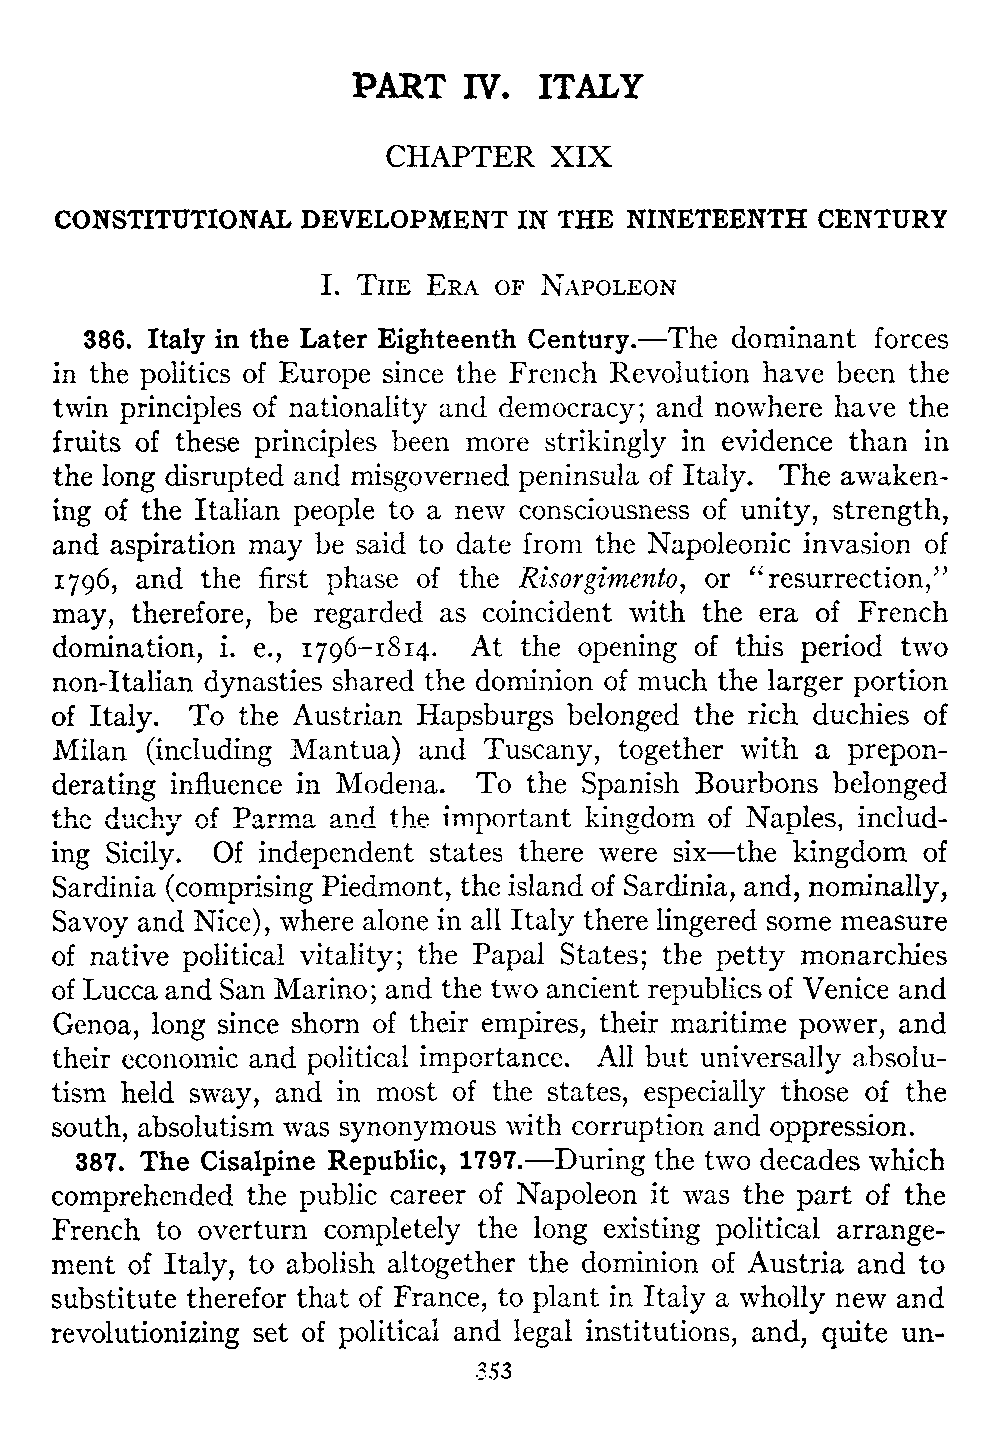 PART IV. ITALY
CHAPTER XIX
CONSTITUTIONAL DEVELOPMENT IN THE NINETEENTH CENTURY
I. The Era of Napoleon
386. Italy in the Later Eighteenth Century.—The dominant forces
in the politics of Europe since the French Revolution have been the
twin principles of nationality and democracy; and nowhere have the
fruits of these principles been more strikingly in evidence than in
the long disrupted and misgoverned peninsula of Italy. The awaken-
ing of the Italian people to a new consciousness of unity, strength,
and aspiration may be said to date from the Napoleonic invasion of
1796, and the first phase of the Risorgimento, or “resurrection,”
may, therefore, be regarded as coincident with the era of French
domination, i. e., 1796–1814. At the opening of this period two
non-Italian dynasties shared the dominion of much the larger portion
of Italy. To the Austrian Hapsburgs belonged the rich duchies of
Milan (including Mantua) and Tuscany, together with a prepon-
derating influence in Modena. To the Spanish Bourbons belonged
the duchy of Parma and the important kingdom of Naples, includ-
ing Sicily. Of independent states there were six—the kingdom of
Sardinia (comprising Piedmont, the island of Sardinia, and, nominally,
Savoy and Nice), where alone in all Italy there lingered some measure
of native political vitality; the Papal States; the petty monarchies
of Lucca and San Marino; and the two ancient republics of Venice and
Genoa, long since shorn of their empires, their maritime power, and
their economic and political importance. All but universally absolu-
tism held sway, and in most of the states, especially those of the
south, absolutism was synonymous with corruption and oppression.
387. The Cisalpine Republic, 1797.—During the two decades which
comprehended the public career of Napoleon it was the part of the
French to overturn completely the long existing political arrange-
ment of Italy, to abolish altogether the dominion of Austria and to
substitute therefor that of France, to plant in Italy a wholly new and
revolutionizing set of political and legal institutions, and, quite un-
353